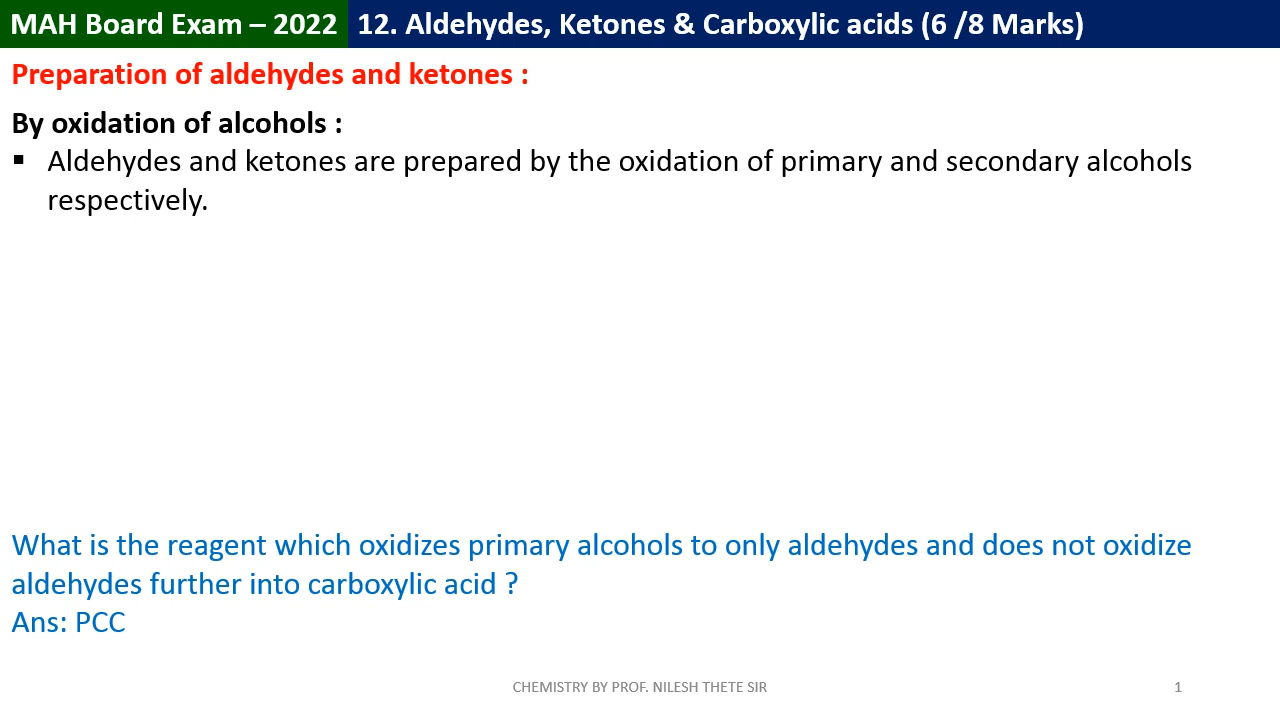 MAH Board Exam – 2022 12. Aldehydes, Ketones & Carboxylic acids (6 /8 Marks)
Preparation of aldehydes and ketones :
By oxidation of alcohols :
▪ Aldehydes and ketones are prepared by the oxidation of primary and secondary alcohols
respectively.
What is the reagent which oxidizes primary alcohols to only aldehydes and does not oxidize
aldehydes further into carboxylic acid ?
Ans: PCC
CHEMISTRY BY PROF. NILESH THETE SIR 1